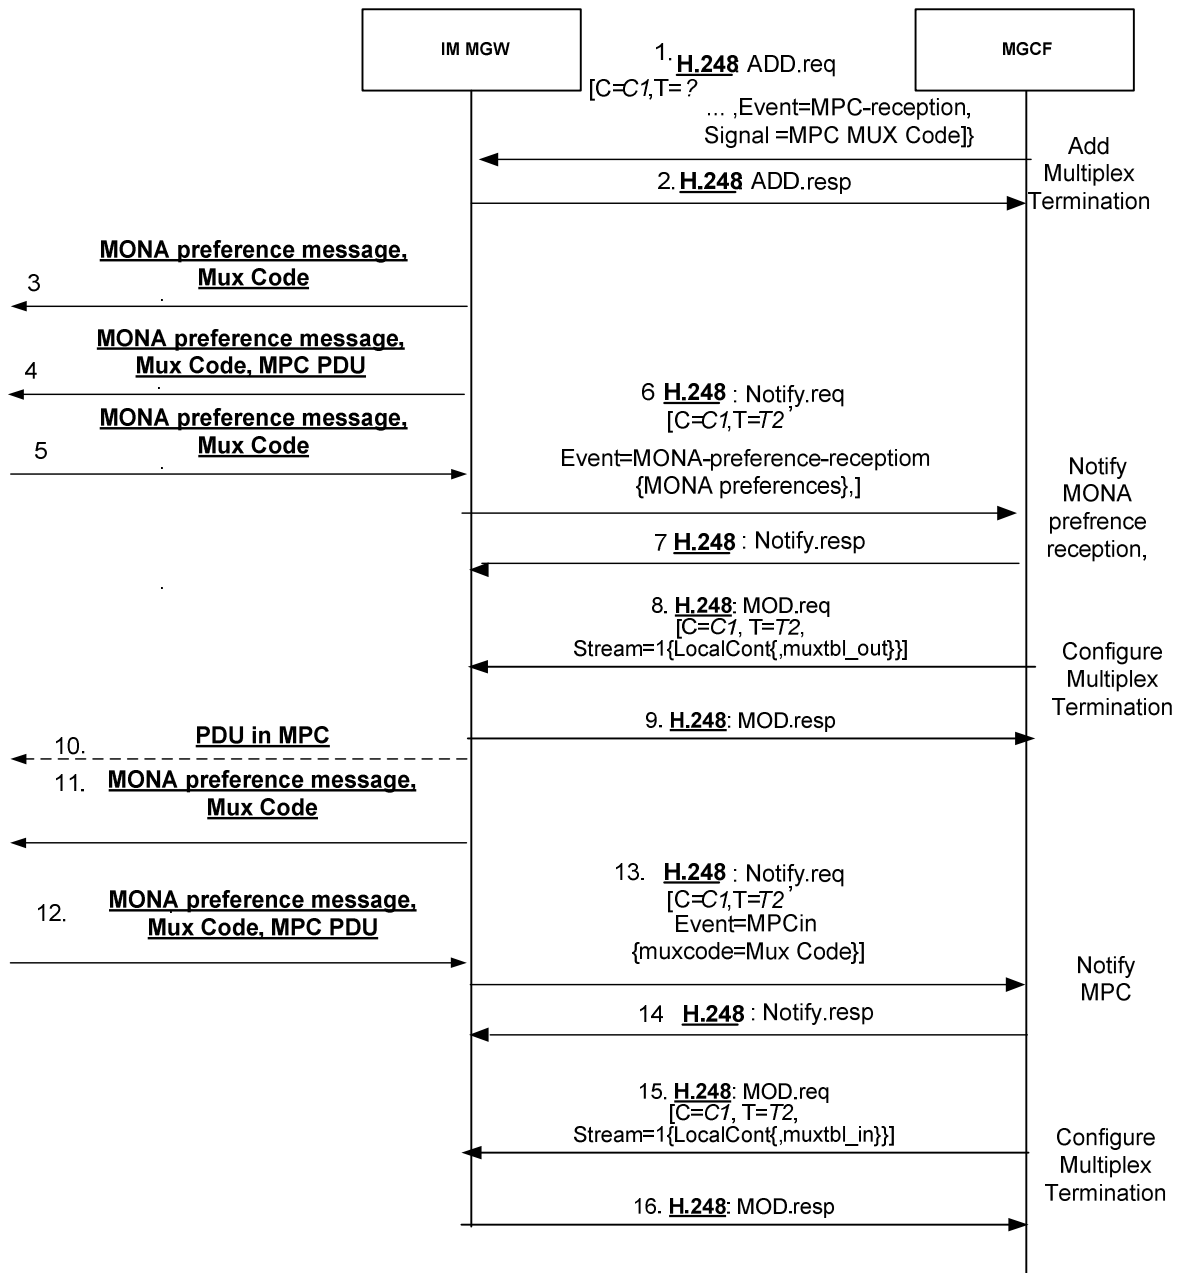 IM MGW
MGCF
1. H.248: ADD.req
[C=C1,T=?
... ,Event=MPC-reception,
Signal =MPC MUX Code]}
Add
Multiplex
Termination
2. H.248: ADD.resp
MONA preference message,
Mux Code
3
MONA preference message,
Mux Code, MPC PDU
4
MONA preference message,
Mux Code
5
6 H.248 : Notify.req
[C=C1,T=T2,
Event=MONA-preference-receptiom
{MONA preferences},]
Notify
MONA
prefrence
reception,
7 H.248 : Notify.resp
8. H.248: MOD.req
[C=C1, T=T2,
Stream=1{LocalCont{,muxtbl_out}}]
Configure
Multiplex
Termination
9. H.248: MOD.resp
10. PDU in MPC
11. MONA preference message,
Mux Code
12. MONA preference message,
Mux Code, MPC PDU
13. H.248 : Notify.req
[C=C1,T=T2,
Event=MPCin
{muxcode=Mux Code}]
Notify
MPC
14 H.248 : Notify.resp
15. H.248: MOD.req
[C=C1, T=T2,
Stream=1{LocalCont{,muxtbl_in}}]
Configure
Multiplex
Termination
16. H.248: MOD.resp